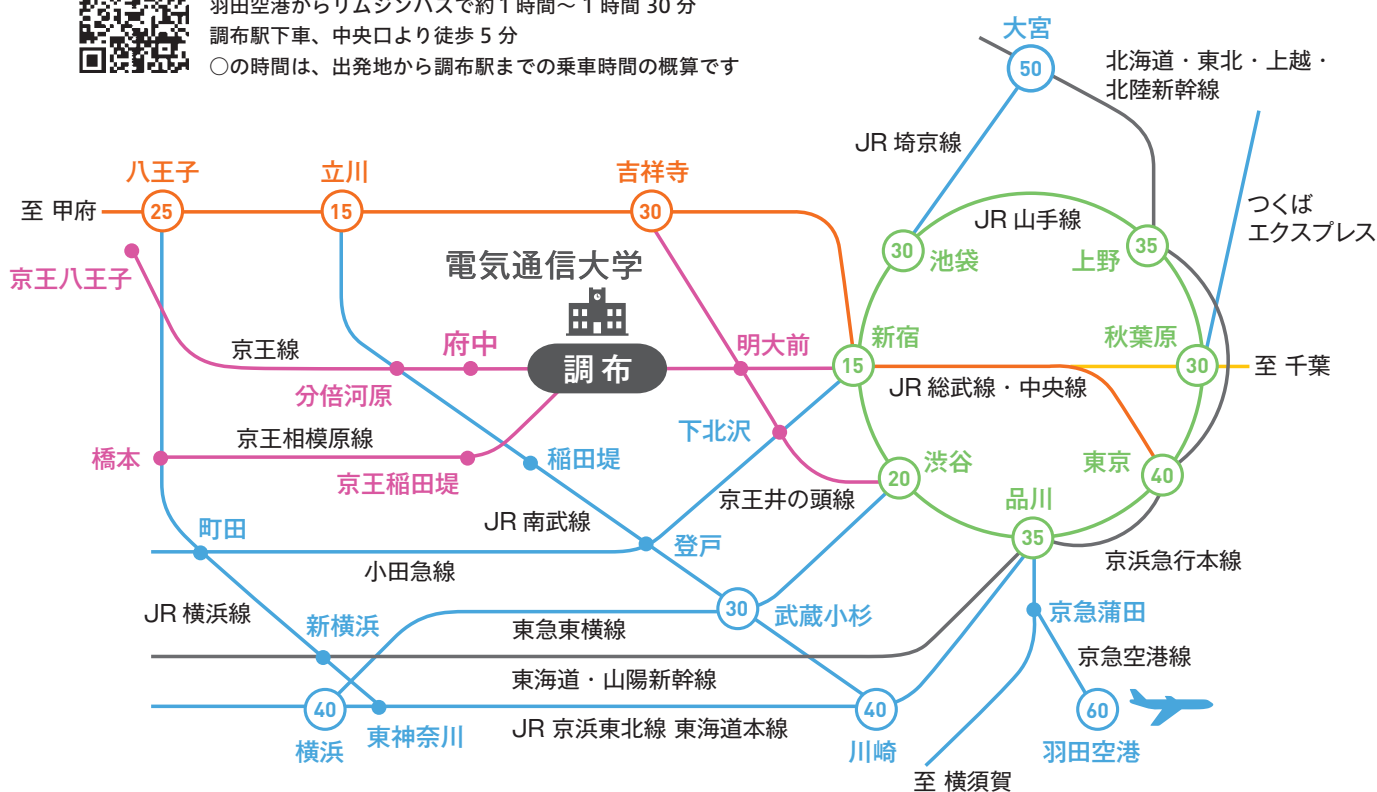 羽田空港からリムジンバスで約1時間〜1時間30分
調布駅下車、中央口より徒歩5分
○の時間は、出発地から調布駅までの乗車時間の概算です
大宮
50
北海道・東北・上越・
北陸新幹線
JR 埼京線
八王子
立川
吉祥寺
至 甲府
25
15
30
つくば
エクスプレス
JR 山手線
30
池袋
上野
35
京王八王子
電気通信大学
京王線
府中
調布
明大前
新宿
15
秋葉原
30
至 千葉
分倍河原
JR 総武線・中央線
下北沢
京王相模原線
橋本
京王稲田堤
稲田堤
渋谷
20
東京
40
京王井の頭線
品川
35
JR 南武線
町田
登戸
小田急線
京浜急行本線
JR 横浜線
新横浜
30
武蔵小杉
京急蒲田
東急東横線
京急空港線
東海道・山陽新幹線
40
横浜
東神奈川
JR 京浜東北線 東海道本線
40
川崎
60
羽田空港
至 横須賀